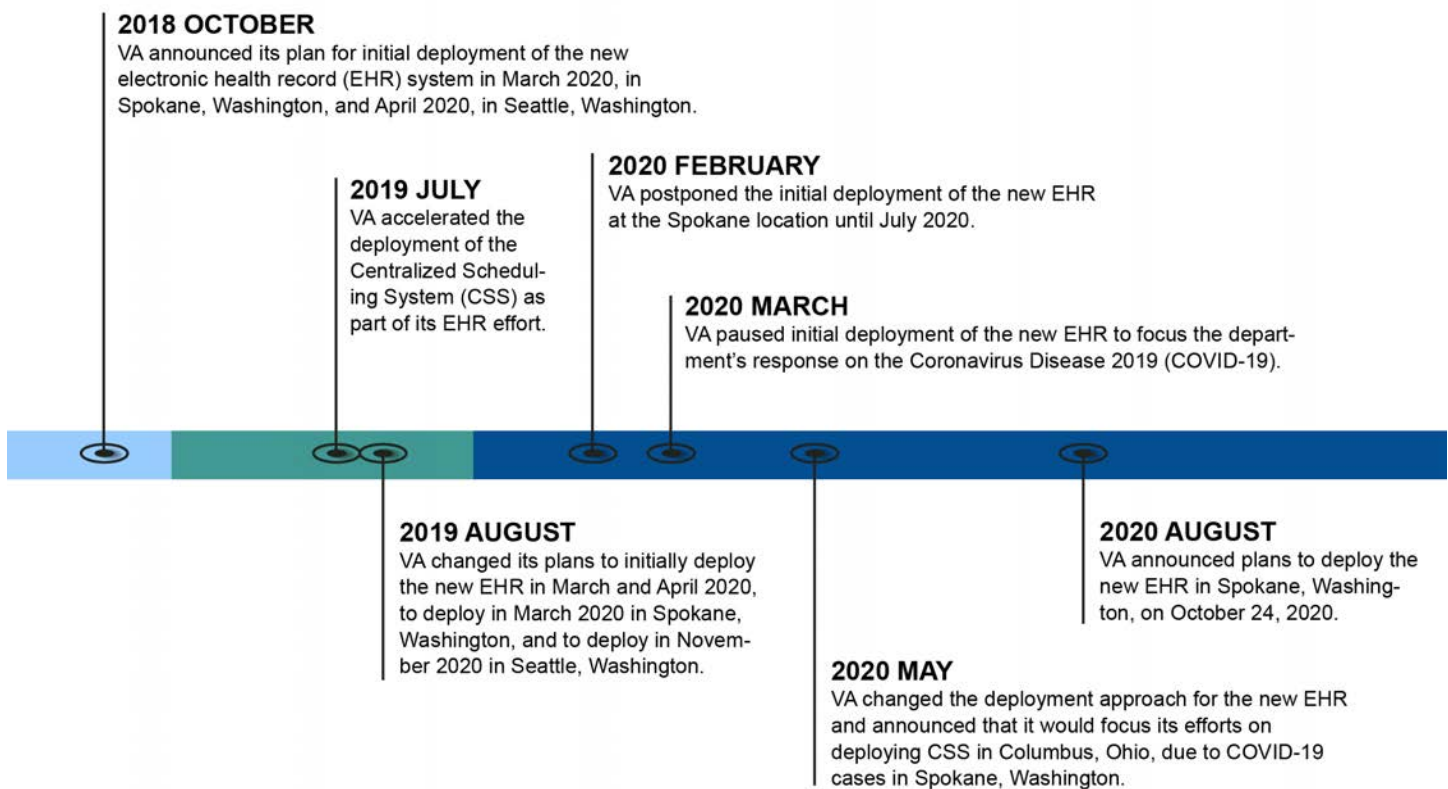 2018 OCTOBER
VA announced its plan for initial deployment of the new
electronic health record (EHR) system in March 2020, in
Spokane, Washington, and April 2020, in Seattle, Washington.
2019 JULY
VA accelerated the
deployment of the
Centralized Schedul-
ing System (CSS) as
part of its EHR effort.
2020 FEBRUARY
VA postponed the initial deployment of the new EHR
at the Spokane location until July 2020.
2020 MARCH
VA paused initial deployment of the new EHR to focus the depart-
ment's response on the Coronavirus Disease 2019 (COVID-19).
2019 AUGUST
VA changed its plans to initially deploy
the new EHR in March and April 2020,
to deploy in March 2020 in Spokane,
Washington, and to deploy in Novem-
ber 2020 in Seattle, Washington.
2020 MAY
VA changed the deployment approach for the new EHR
and announced that it would focus its efforts on
deploying CSS in Columbus, Ohio, due to COVID-19
cases in Spokane, Washington.
2020 AUGUST
VA announced plans to deploy the
new EHR in Spokane, Washing-
ton, on October 24, 2020.